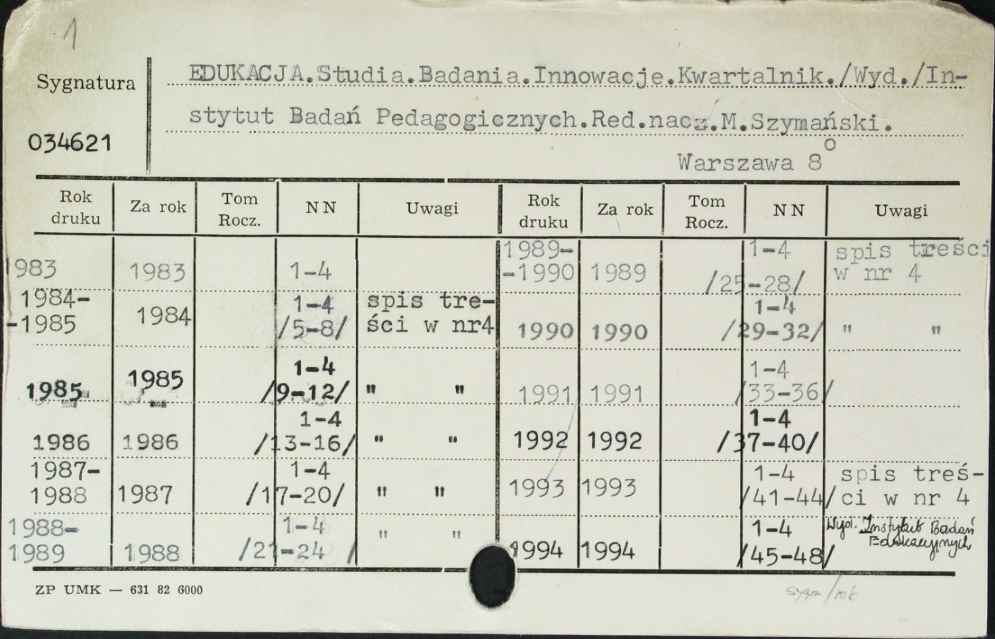 1
Sygnatura
034621
EDUKACJA.Studia.Badania.Innowacje.Kwartalnik./Wyd./In-
stytut Badań Pedagogicznych.Red.nacz.M.Szymański.
Warszawa 8o
Rok druku Za rok Tom Rocz. NN Uwagi Rok druku Za rok Tom Rocz. NN Uwagi
1983 1983 1-4
1984-
-1985 1984 1-4 /5-8/ spis tre-
ści w nr4
1985 1985 1-4 /9-12/ " "
1986 1986 1-4 /13-16/ " "
1987-
1988 1987 1-4 /17-20/ " "
1988-
1989 1988 1-4 /21-24 / " "
1989-
-1990 1989 1-4 /25-28/ spis treści
w nr 4
1990 1990 1-4 /29-32/ " "
1991 1991 1-4 /33-36/
1992 1992 1-4 /37-40/
1993 1993 1-4 /41-44/ spis treś-
ci w nr 4
1994 1994 1-4 /45-48/ Wyd. Instytut Badań
Edukacyjnych
ZP UMK — 631 82 6000